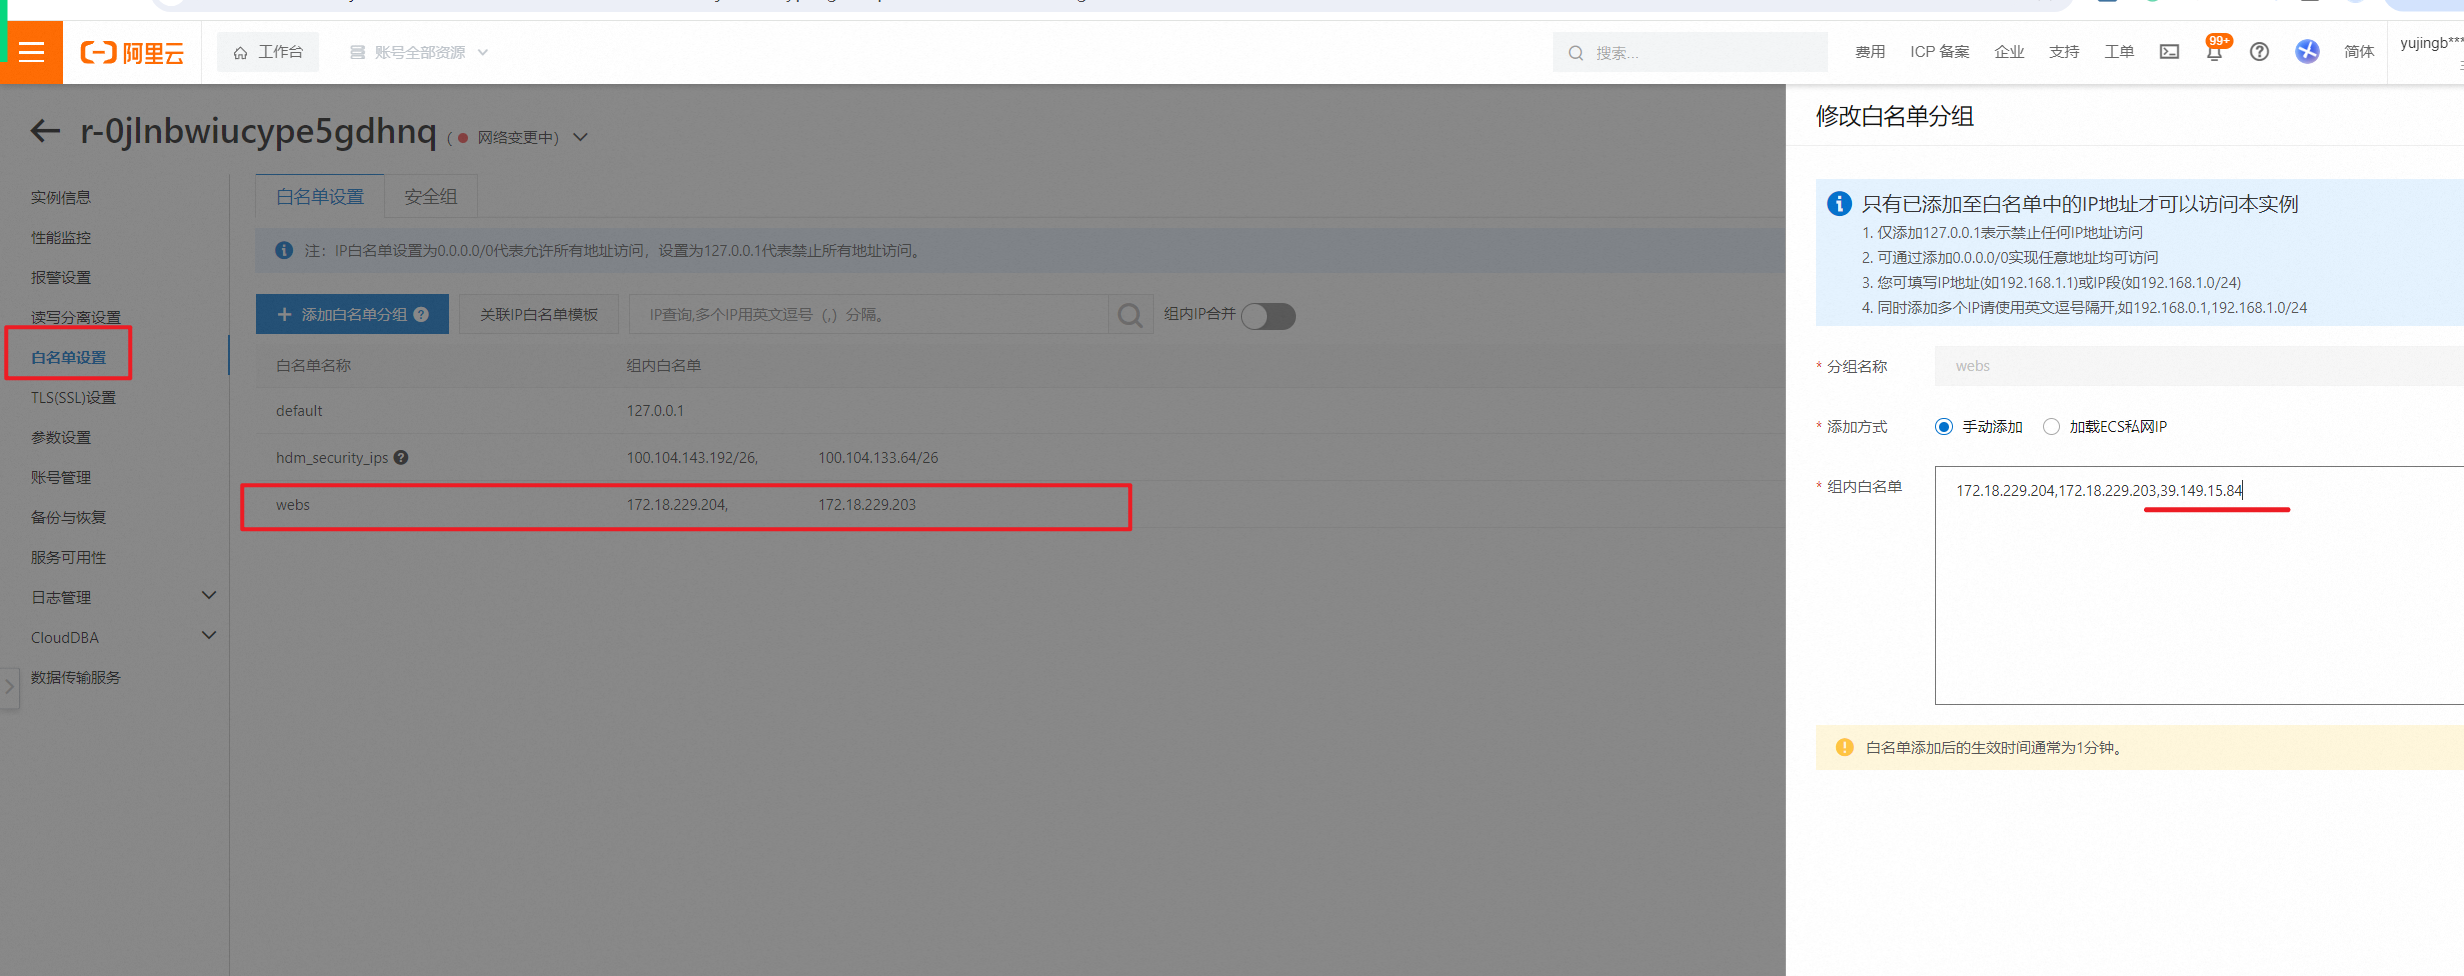 阿里云
工作台
账号全部资源
搜索...
费用
ICP 备案
企业
支持
工单
99+
简体
yujingb***
r-0jlnbwiucype5gdhnq
( 网络变更中)
实例信息
性能监控
报警设置
读写分离设置
白名单设置
TLS(SSL)设置
参数设置
账号管理
备份与恢复
服务可用性
日志管理
CloudDBA
数据传输服务
白名单设置
安全组
注：IP白名单设置为0.0.0.0/0代表允许所有地址访问，设置为127.0.0.1代表禁止所有地址访问。
添加白名单分组
关联IP白名单模板
IP查询,多个IP用英文逗号（,）分隔。
组内IP合并
白名单名称 组内白名单
default 127.0.0.1
hdm_security_ips 100.104.143.192/26, 100.104.133.64/26
webs 172.18.229.204, 172.18.229.203
修改白名单分组
只有已添加至白名单中的IP地址才可以访问本实例
1. 仅添加127.0.0.1表示禁止任何IP地址访问
2. 可通过添加0.0.0.0/0实现任意地址均可访问
3. 您可填写IP地址(如192.168.1.1)或IP段(如192.168.1.0/24)
4. 同时添加多个IP请使用英文逗号隔开,如192.168.0.1,192.168.1.0/24
* 分组名称 webs
* 添加方式 手动添加 加载ECS私网IP
* 组内白名单 172.18.229.204,172.18.229.203,39.149.15.84
白名单添加后的生效时间通常为1分钟。